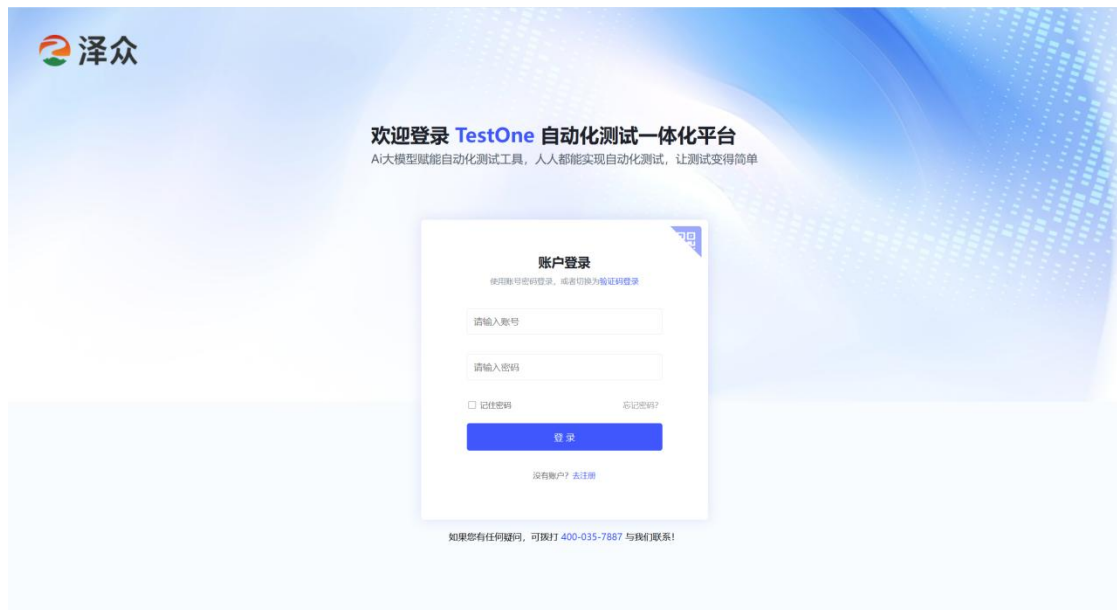 泽众
欢迎登录 TestOne 自动化测试一体化平台
Ai大模型赋能自动化测试工具，人人都能实现自动化测试，让测试变得简单
账户登录
使用账号密码登录，或者切换为验证码登录
请输入账号
请输入密码
记住密码 忘记密码?
登 录
没有账户? 去注册
如果您有任何疑问，可拨打 400-035-7887 与我们联系!